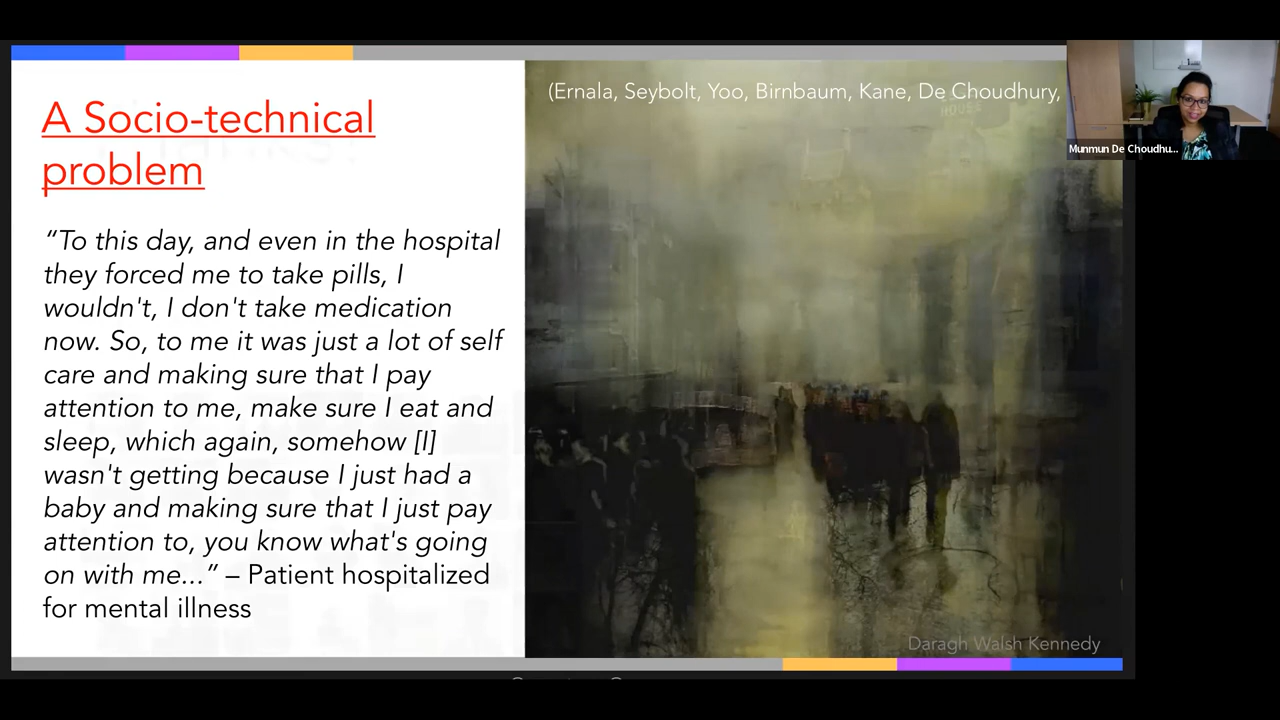 A Socio-technical
problem
“To this day, and even in the hospital
they forced me to take pills, I
wouldn't, I don't take medication
now. So, to me it was just a lot of self
care and making sure that I pay
attention to me, make sure I eat and
sleep, which again, somehow [I]
wasn't getting because I just had a
baby and making sure that I just pay
attention to, you know what's going
on with me...” – Patient hospitalized
for mental illness
(Ernala, Seybolt, Yoo, Birnbaum, Kane, De Choudhury,
Munmun De Choudhu...
Daragh Walsh Kennedy